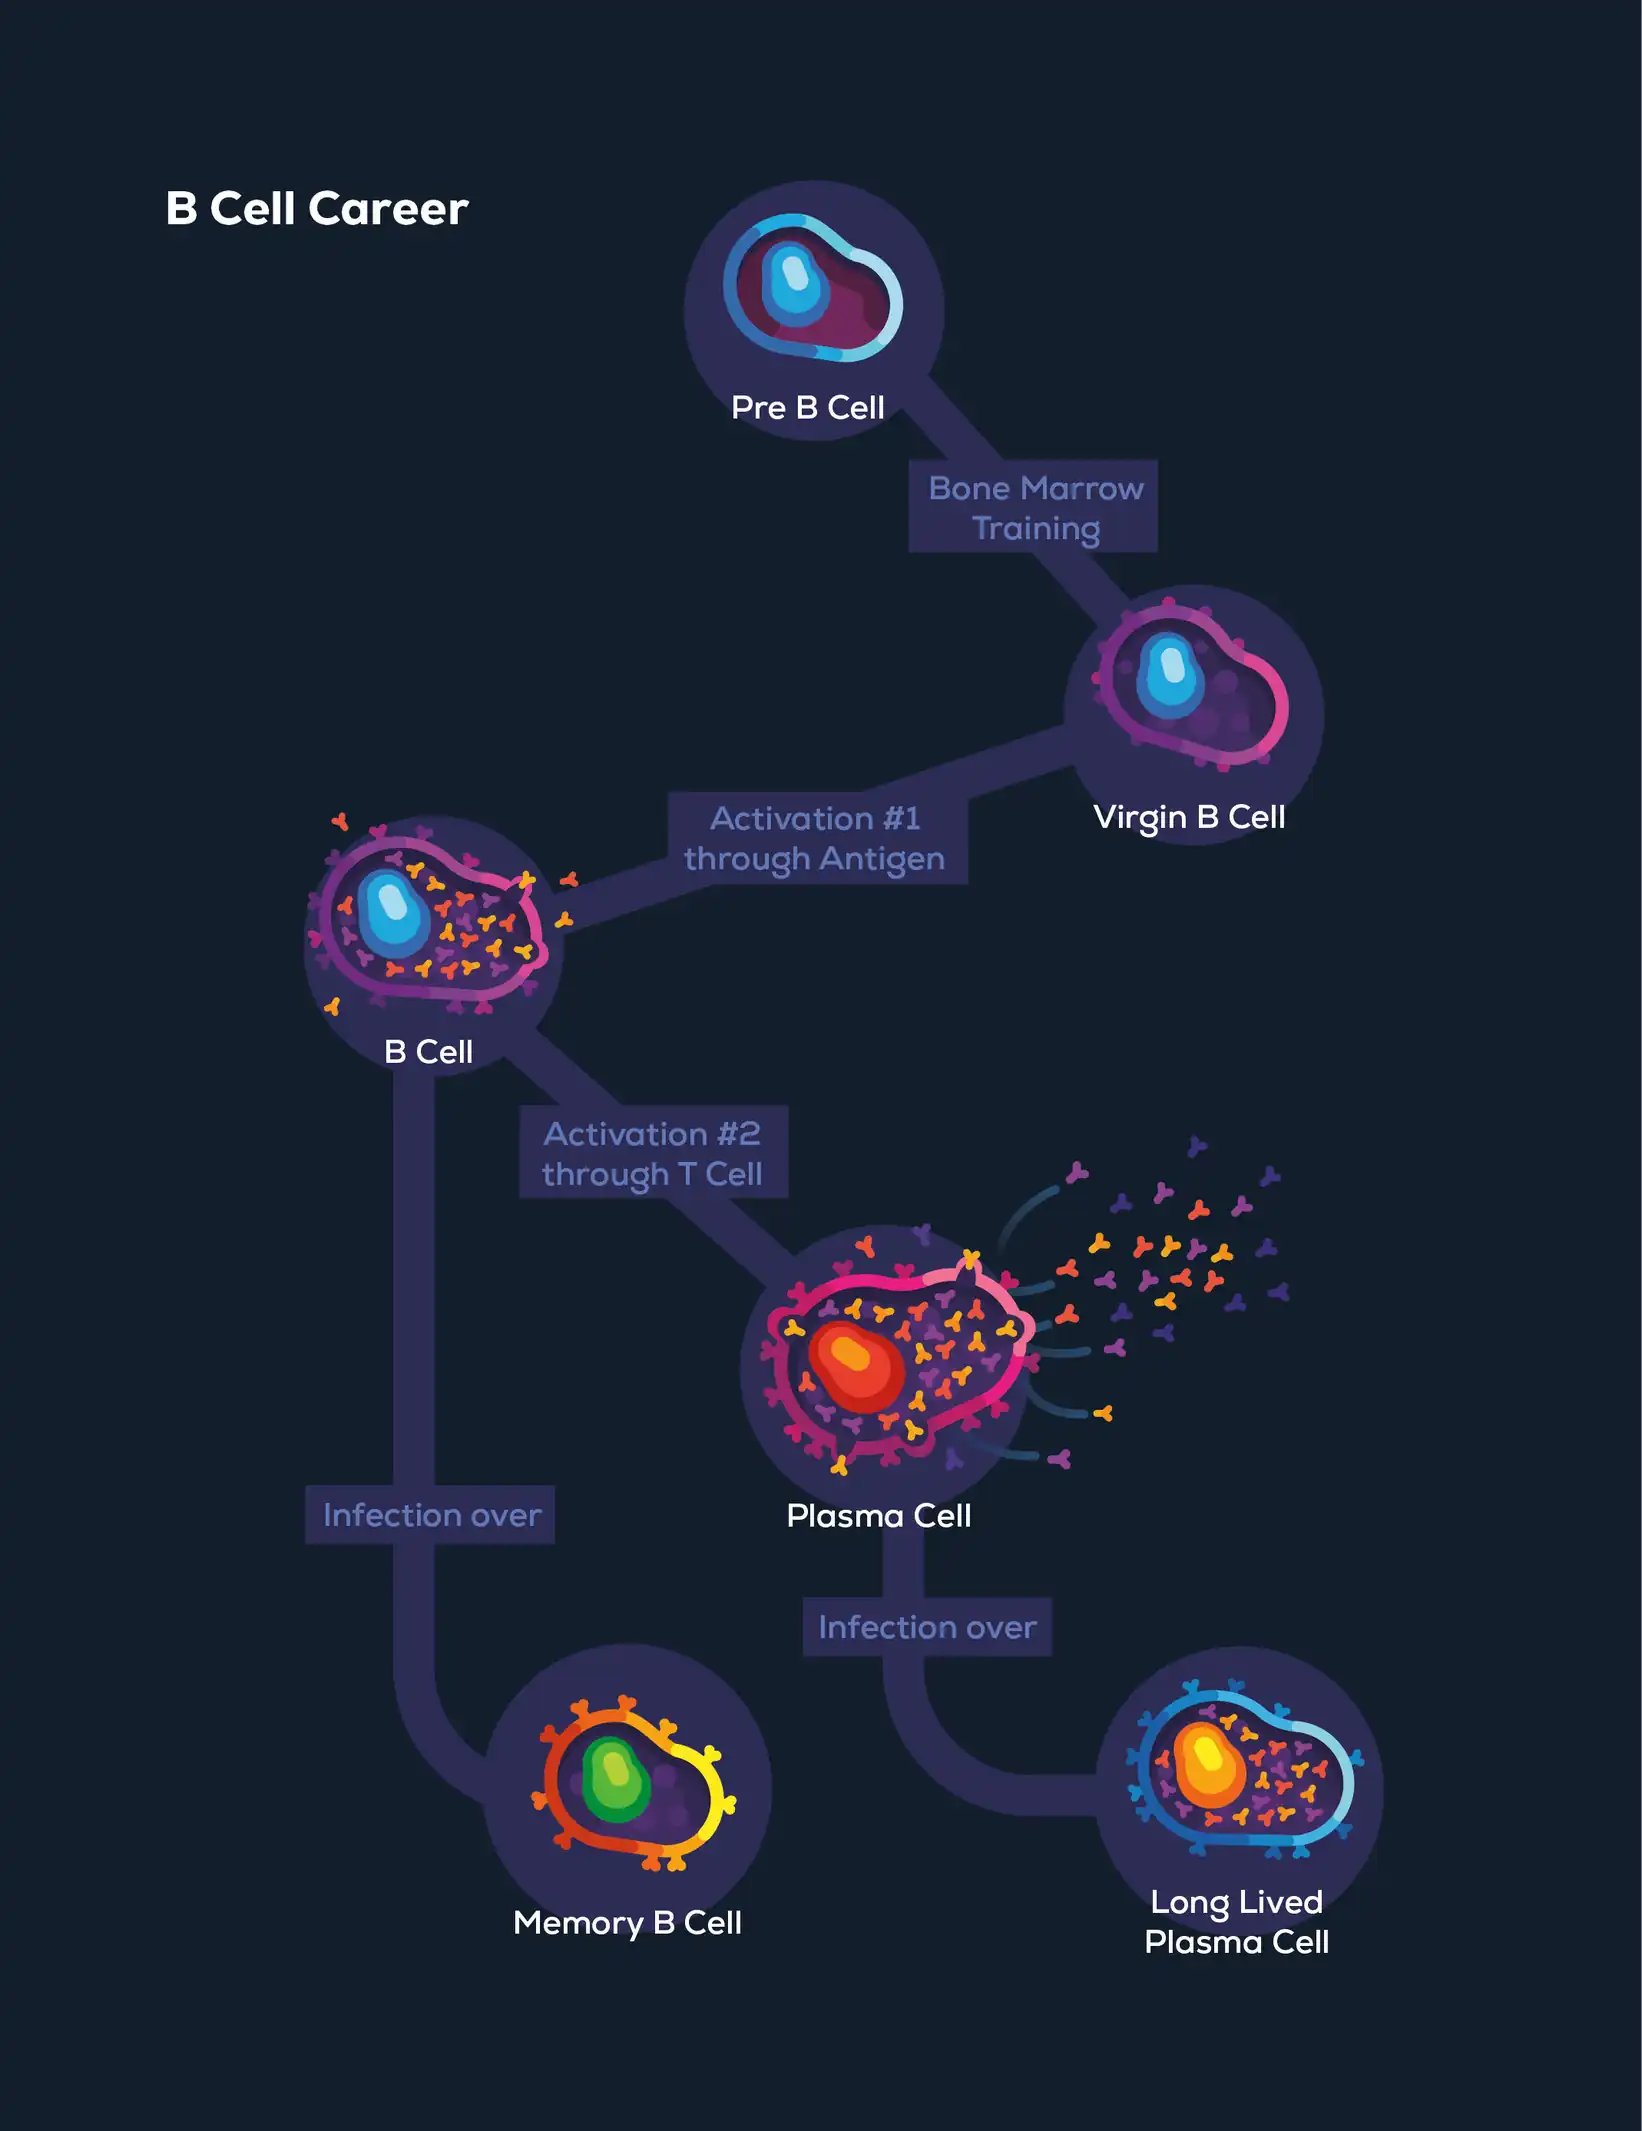 B Cell Career
Pre B Cell
Bone Marrow
Training
Virgin B Cell
Activation #1
through Antigen
B Cell
Activation #2
through T Cell
Plasma Cell
Infection over
Infection over
Memory B Cell
Long Lived
Plasma Cell